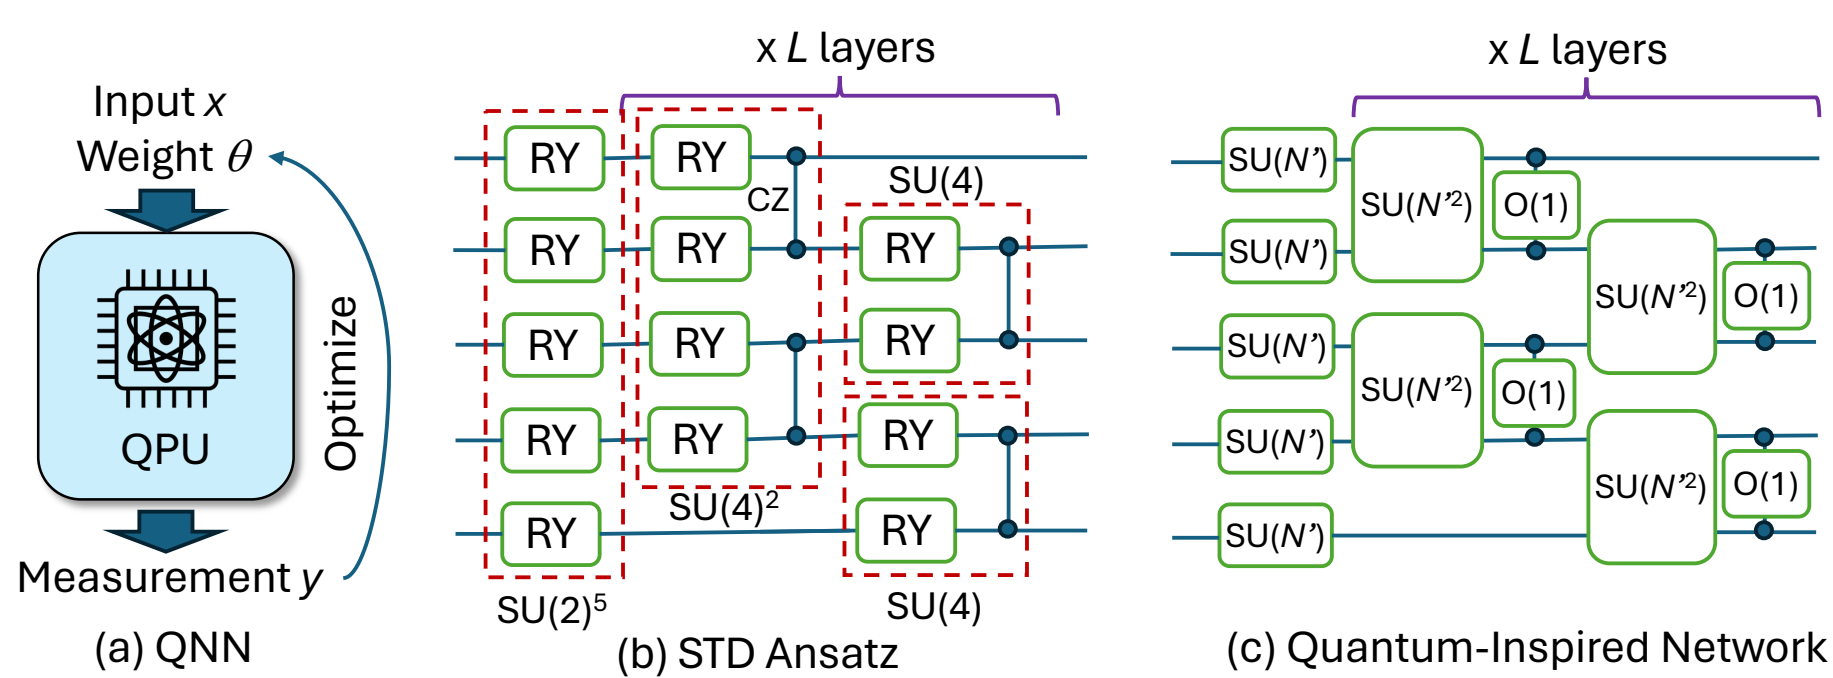 Input x
Weight θ
QPU
Optimize
Measurement y
(a) QNN
x L layers
RY
RY
RY
RY
RY
RY
RY
RY
RY
CZ
SU(4)
RY
RY
RY
RY
SU(4)²
SU(2)⁵
SU(4)
(b) STD Ansatz
x L layers
SU(N’)
SU(N’)
SU(N’)
SU(N’)
SU(N’)
SU(N’²)
SU(N’²)
O(1)
O(1)
SU(N’²)
SU(N’²)
O(1)
O(1)
(c) Quantum-Inspired Network